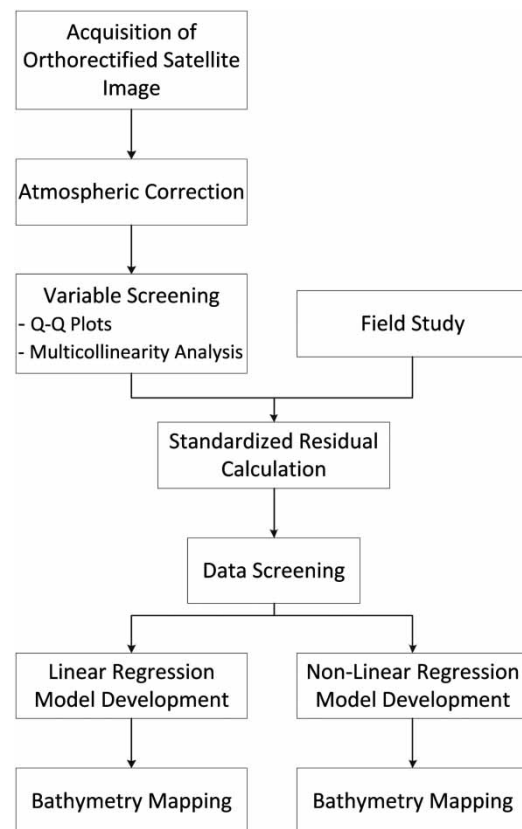 Acquisition of
Orthorectified Satellite
Image
Atmospheric Correction
Variable Screening
- Q-Q Plots
- Multicollinearity Analysis
Field Study
Standardized Residual
Calculation
Data Screening
Linear Regression
Model Development
Non-Linear Regression
Model Development
Bathymetry Mapping
Bathymetry Mapping